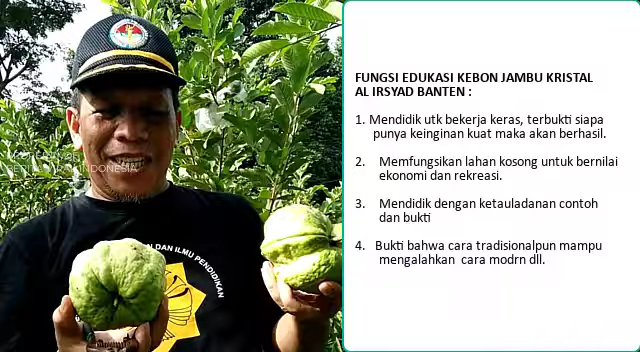 FUNGSI EDUKASI KEBON JAMBU KRISTAL
AL IRSYAD BANTEN :
1. Mendidik utk bekerja keras, terbukti siapa
punya keinginan kuat maka akan berhasil.
2. Memfungsikan lahan kosong untuk bernilai
ekonomi dan rekreasi.
3. Mendidik dengan ketauladanan contoh
dan bukti
4. Bukti bahwa cara tradisionalpun mampu
mengalahkan cara modrn dll.
INDONESIA
DAN ILMU PENDIDIKAN